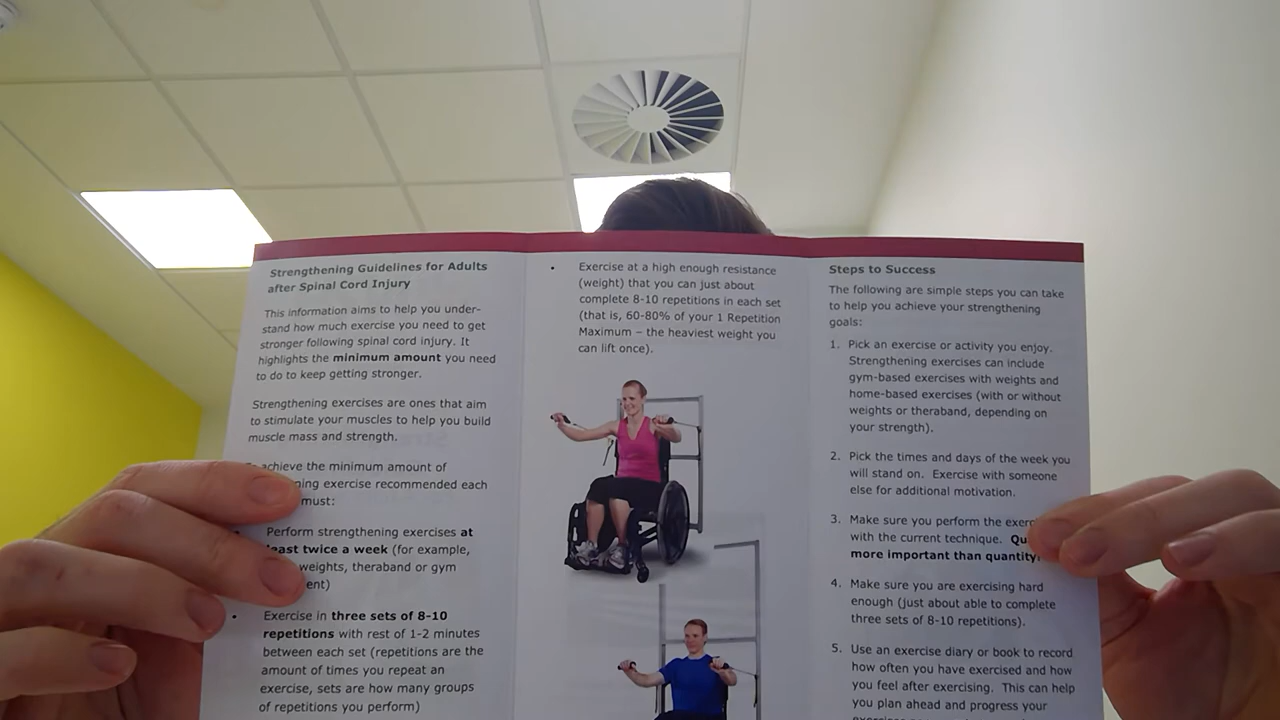 Strengthening Guidelines for Adults
after Spinal Cord Injury
This information aims to help you under-
stand how much exercise you need to get
stronger following spinal cord injury. It
highlights the minimum amount you need
to do to keep getting stronger.
Strengthening exercises are ones that aim
to stimulate your muscles to help you build
muscle mass and strength.
achieve the minimum amount of
exercise recommended each
must:
Perform strengthening exercises at
least twice a week (for example,
weights, theraband or gym
• Exercise in three sets of 8-10
repetitions with rest of 1-2 minutes
between each set (repetitions are the
amount of times you repeat an
exercise, sets are how many groups
of repetitions you perform)
• Exercise at a high enough resistance
(weight) that you can just about
complete 8-10 repetitions in each set
(that is, 60-80% of your 1 Repetition
Maximum – the heaviest weight you
can lift once).
Steps to Success
The following are simple steps you can take
to help you achieve your strengthening
goals:
1. Pick an exercise or activity you enjoy.
Strengthening exercises can include
gym-based exercises with weights and
home-based exercises (with or without
weights or theraband, depending on
your strength).
2. Pick the times and days of the week you
will stand on. Exercise with someone
else for additional motivation.
3. Make sure you perform the
with the current technique.
more important than quantity.
4. Make sure you are exercising hard
enough (just about able to complete
three sets of 8-10 repetitions).
5. Use an exercise diary or book to record
how often you have exercised and how
you feel after exercising. This can help
you plan ahead and progress your